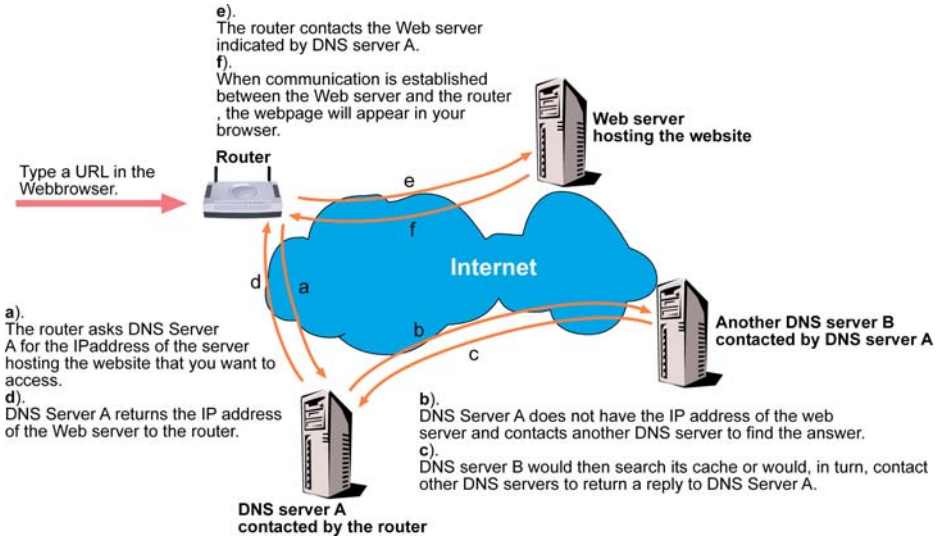 e).
The router contacts the Web server
indicated by DNS server A.
f).
When communication is established
between the Web server and the router
, the webpage will appear in your
browser.
Web server
hosting the website
Router
Type a URL in the
Webbrowser.
e
f
Internet
d
a
b
c
Another DNS server B
contacted by DNS server A
a).
The router asks DNS Server
A for the IPaddress of the server
hosting the website that you want to
access.
d).
DNS Server A returns the IP address
of the Web server to the router.
b).
DNS Server A does not have the IP address of the web
server and contacts another DNS server to find the answer.
c).
DNS server B would then search its cache or would, in turn, contact
other DNS servers to return a reply to DNS Server A.
DNS server A
contacted by the router